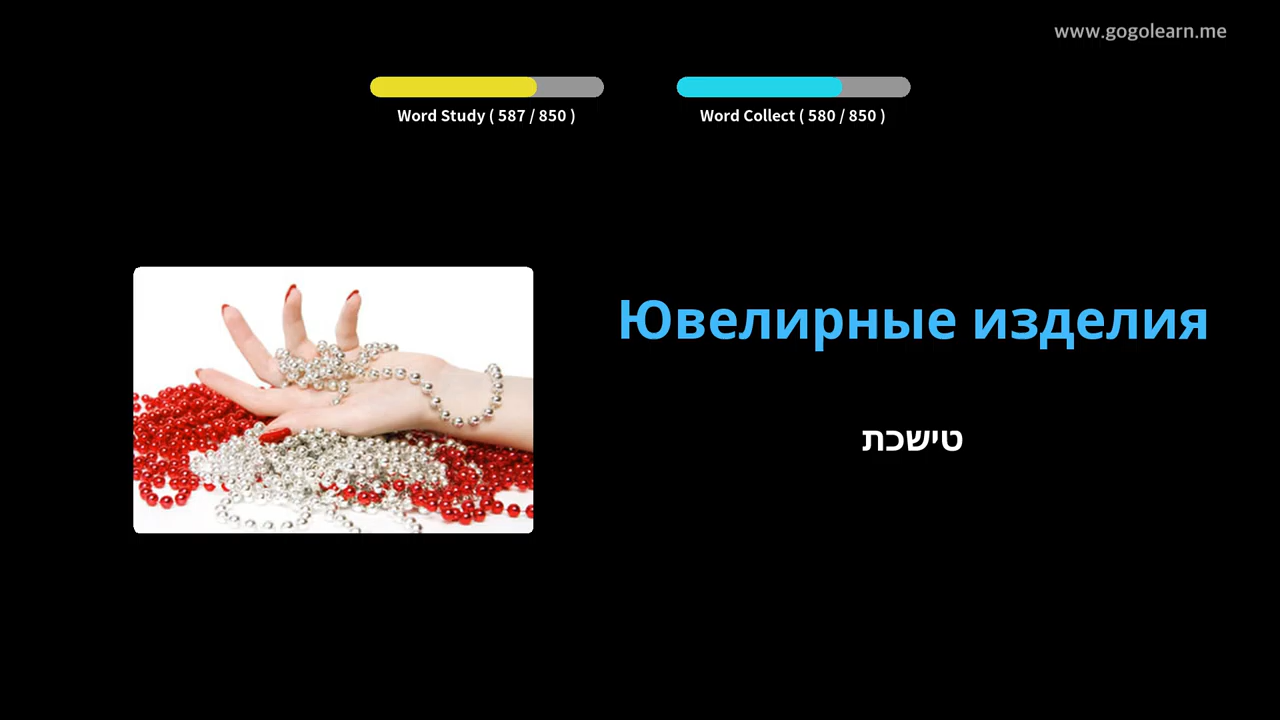 www.gogolearn.me
Word Study ( 587 / 850 )
Word Collect ( 580 / 850 )
Ювелирные изделия
טישכת